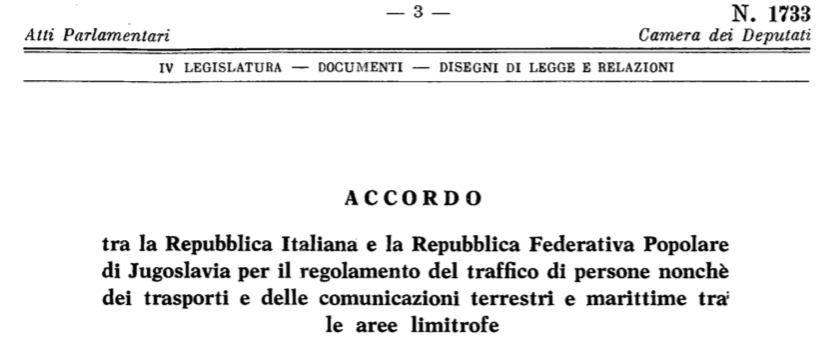 — 3 —
N. 1733
Atti Parlamentari
Camera dei Deputati
IV LEGISLATURA — DOCUMENTI — DISEGNI DI LEGGE E RELAZIONI
ACCORDO
tra la Repubblica Italiana e la Repubblica Federativa Popolare
di Jugoslavia per il regolamento del traffico di persone nonchè
dei trasporti e delle comunicazioni terrestri e marittime tra
le aree limitrofe